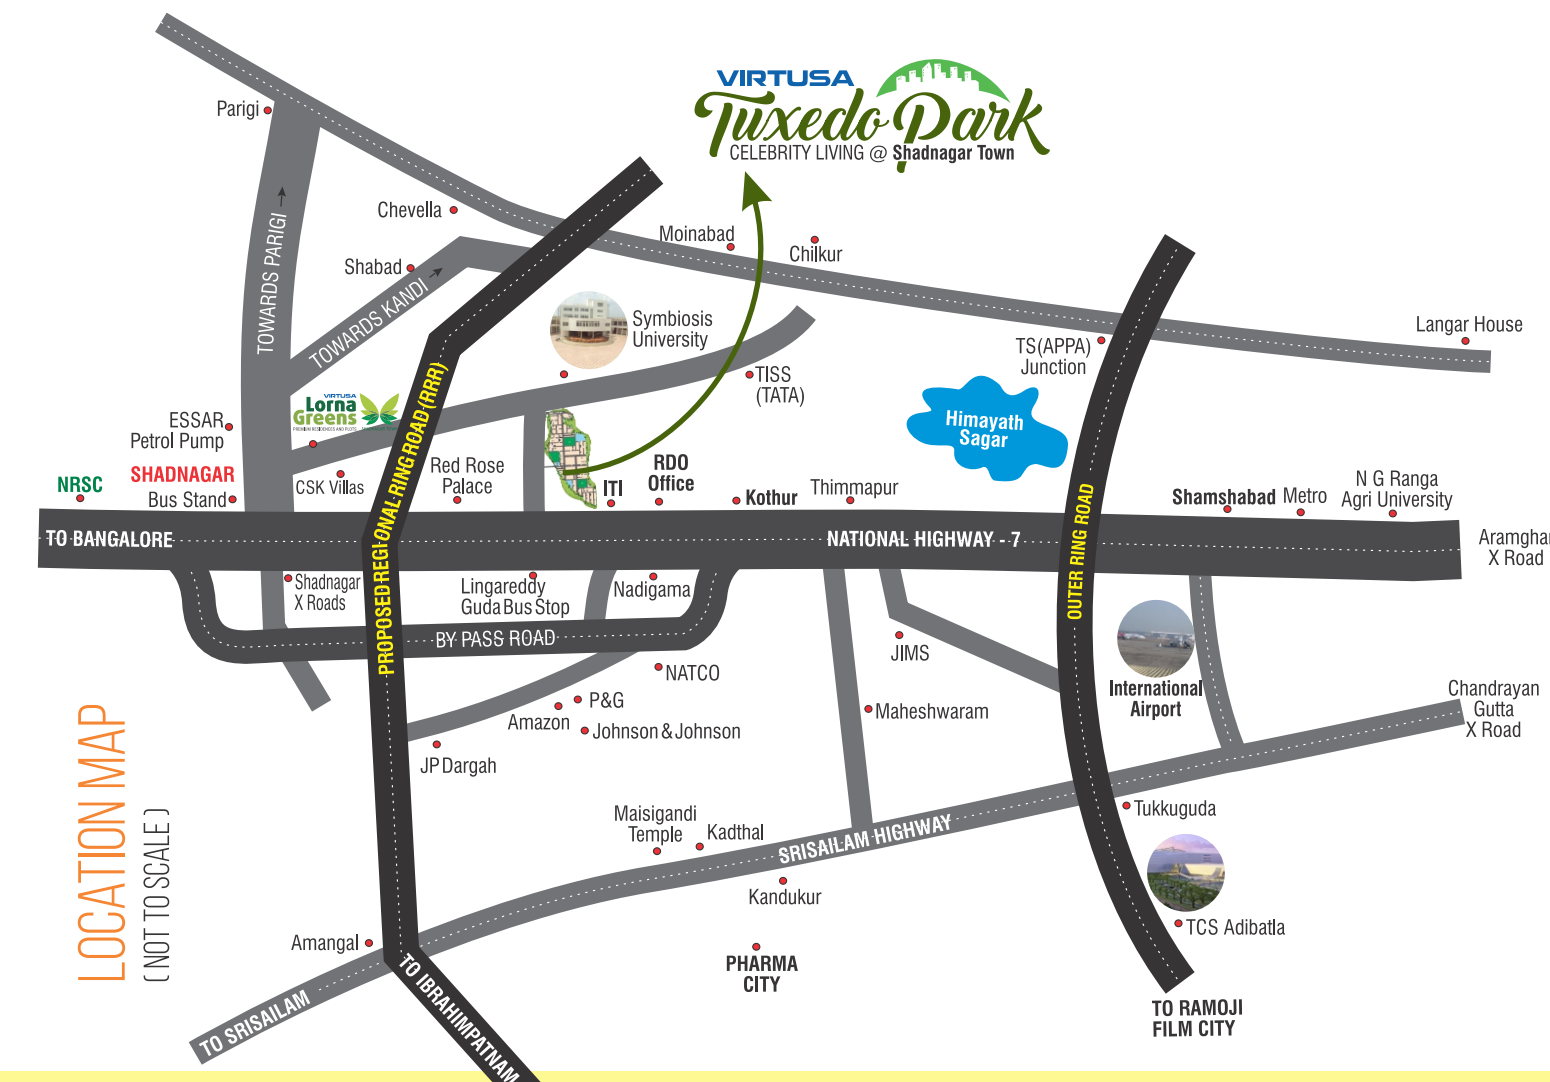 VIRTUSA
Tuxedo Park
CELEBRITY LIVING @ Shadnagar Town
Parigi
Chevella
Shabad
TOWARDS PARIGI →
TOWARDS KANDI →
Moinabad
Chilkur
Symbiosis
University
TISS
(TATA)
TS(APPA)
Junction
Langar House
Himayath
Sagar
VIRTUSA
Lorna
Greens
ESSAR
Petrol Pump
SHADNAGAR
Bus Stand
NRSC
CSK Villas
Red Rose
Palace
ITI
RDO
Office
Kothur
Thimmapur
Shamshabad
Metro
N G Ranga
Agri University
TO BANGALORE
NATIONAL HIGHWAY - 7
Aramghar
X Road
PROPOSED REGIONAL RING ROAD (RRR)
OUTER RING ROAD
Shadnagar
X Roads
Lingareddy
Guda Bus Stop
Nadigama
BY PASS ROAD
NATCO
P&G
Amazon
Johnson & Johnson
JP Dargah
JIMS
Maheshwaram
International
Airport
Chandrayan
Gutta
X Road
Tukkuguda
TCS Adibatla
Maisigandi
Temple
Kadthal
SRISAILAM HIGHWAY
Kandukur
PHARMA
CITY
Amangal
TO SRISAILAM
TO IBRAHIMPATNAM
TO RAMOJI
FILM CITY
LOCATION MAP
( NOT TO SCALE )